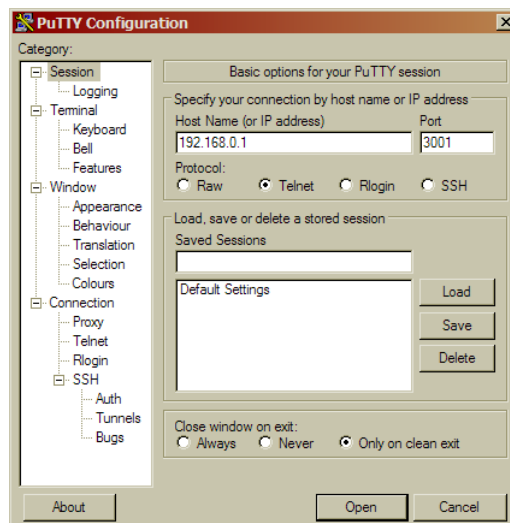 PuTTY Configuration
Category:
Session
Logging
Terminal
Keyboard
Bell
Features
Window
Appearance
Behaviour
Translation
Selection
Colours
Connection
Proxy
Telnet
Rlogin
SSH
Auth
Tunnels
Bugs
Basic options for your PuTTY session
Specify your connection by host name or IP address
Host Name (or IP address) Port
192.168.0.1 3001
Protocol:
Raw Telnet Rlogin SSH
Load, save or delete a stored session
Saved Sessions
Default Settings
Load
Save
Delete
Close window on exit:
Always Never Only on clean exit
About Open Cancel